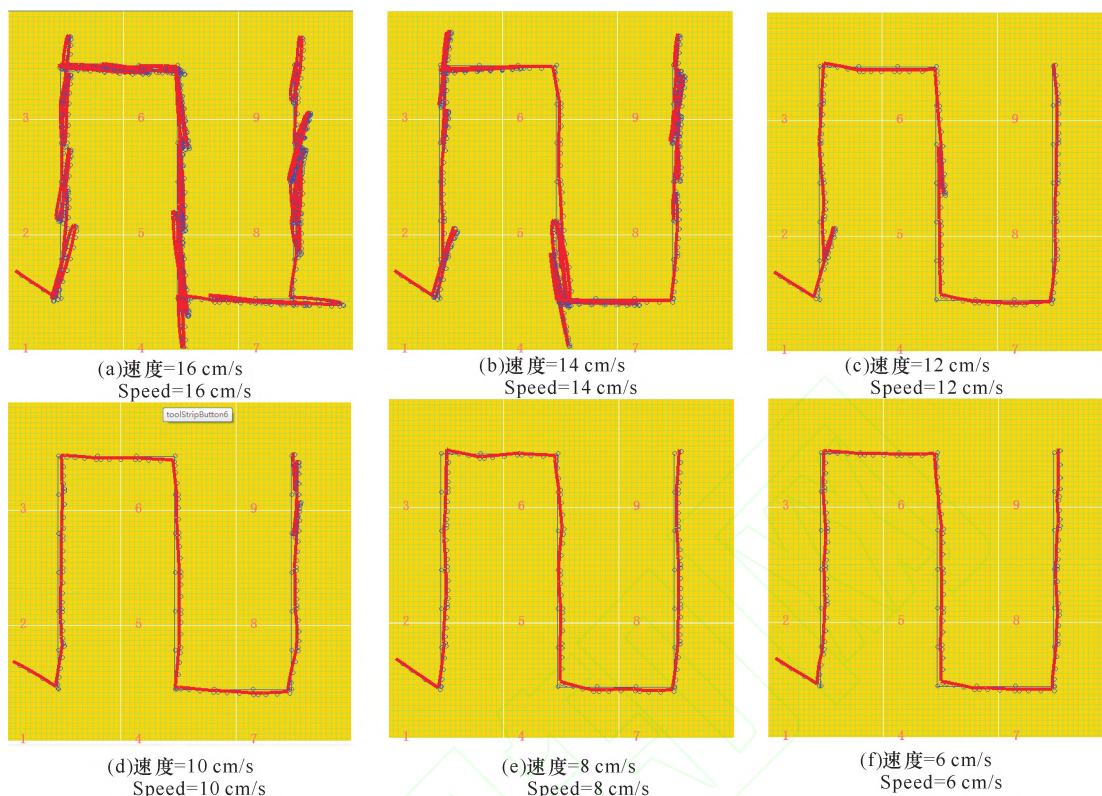 3 6 9
2 5 8
1 4 7
3 6 9
2 5 8
1 4 7
3 6 9
2 5 8
1 4 7
(a)速度=16 cm/s
Speed=16 cm/s
(b)速度=14 cm/s
Speed=14 cm/s
(c)速度=12 cm/s
Speed=12 cm/s
toolStripButton6
3 6 9
2 5 8
1 4 7
3 6 9
2 5 8
1 4 7
3 6 9
2 5 8
1 4 7
(d)速度=10 cm/s
Speed=10 cm/s
(e)速度=8 cm/s
Speed=8 cm/s
(f)速度=6 cm/s
Speed=6 cm/s